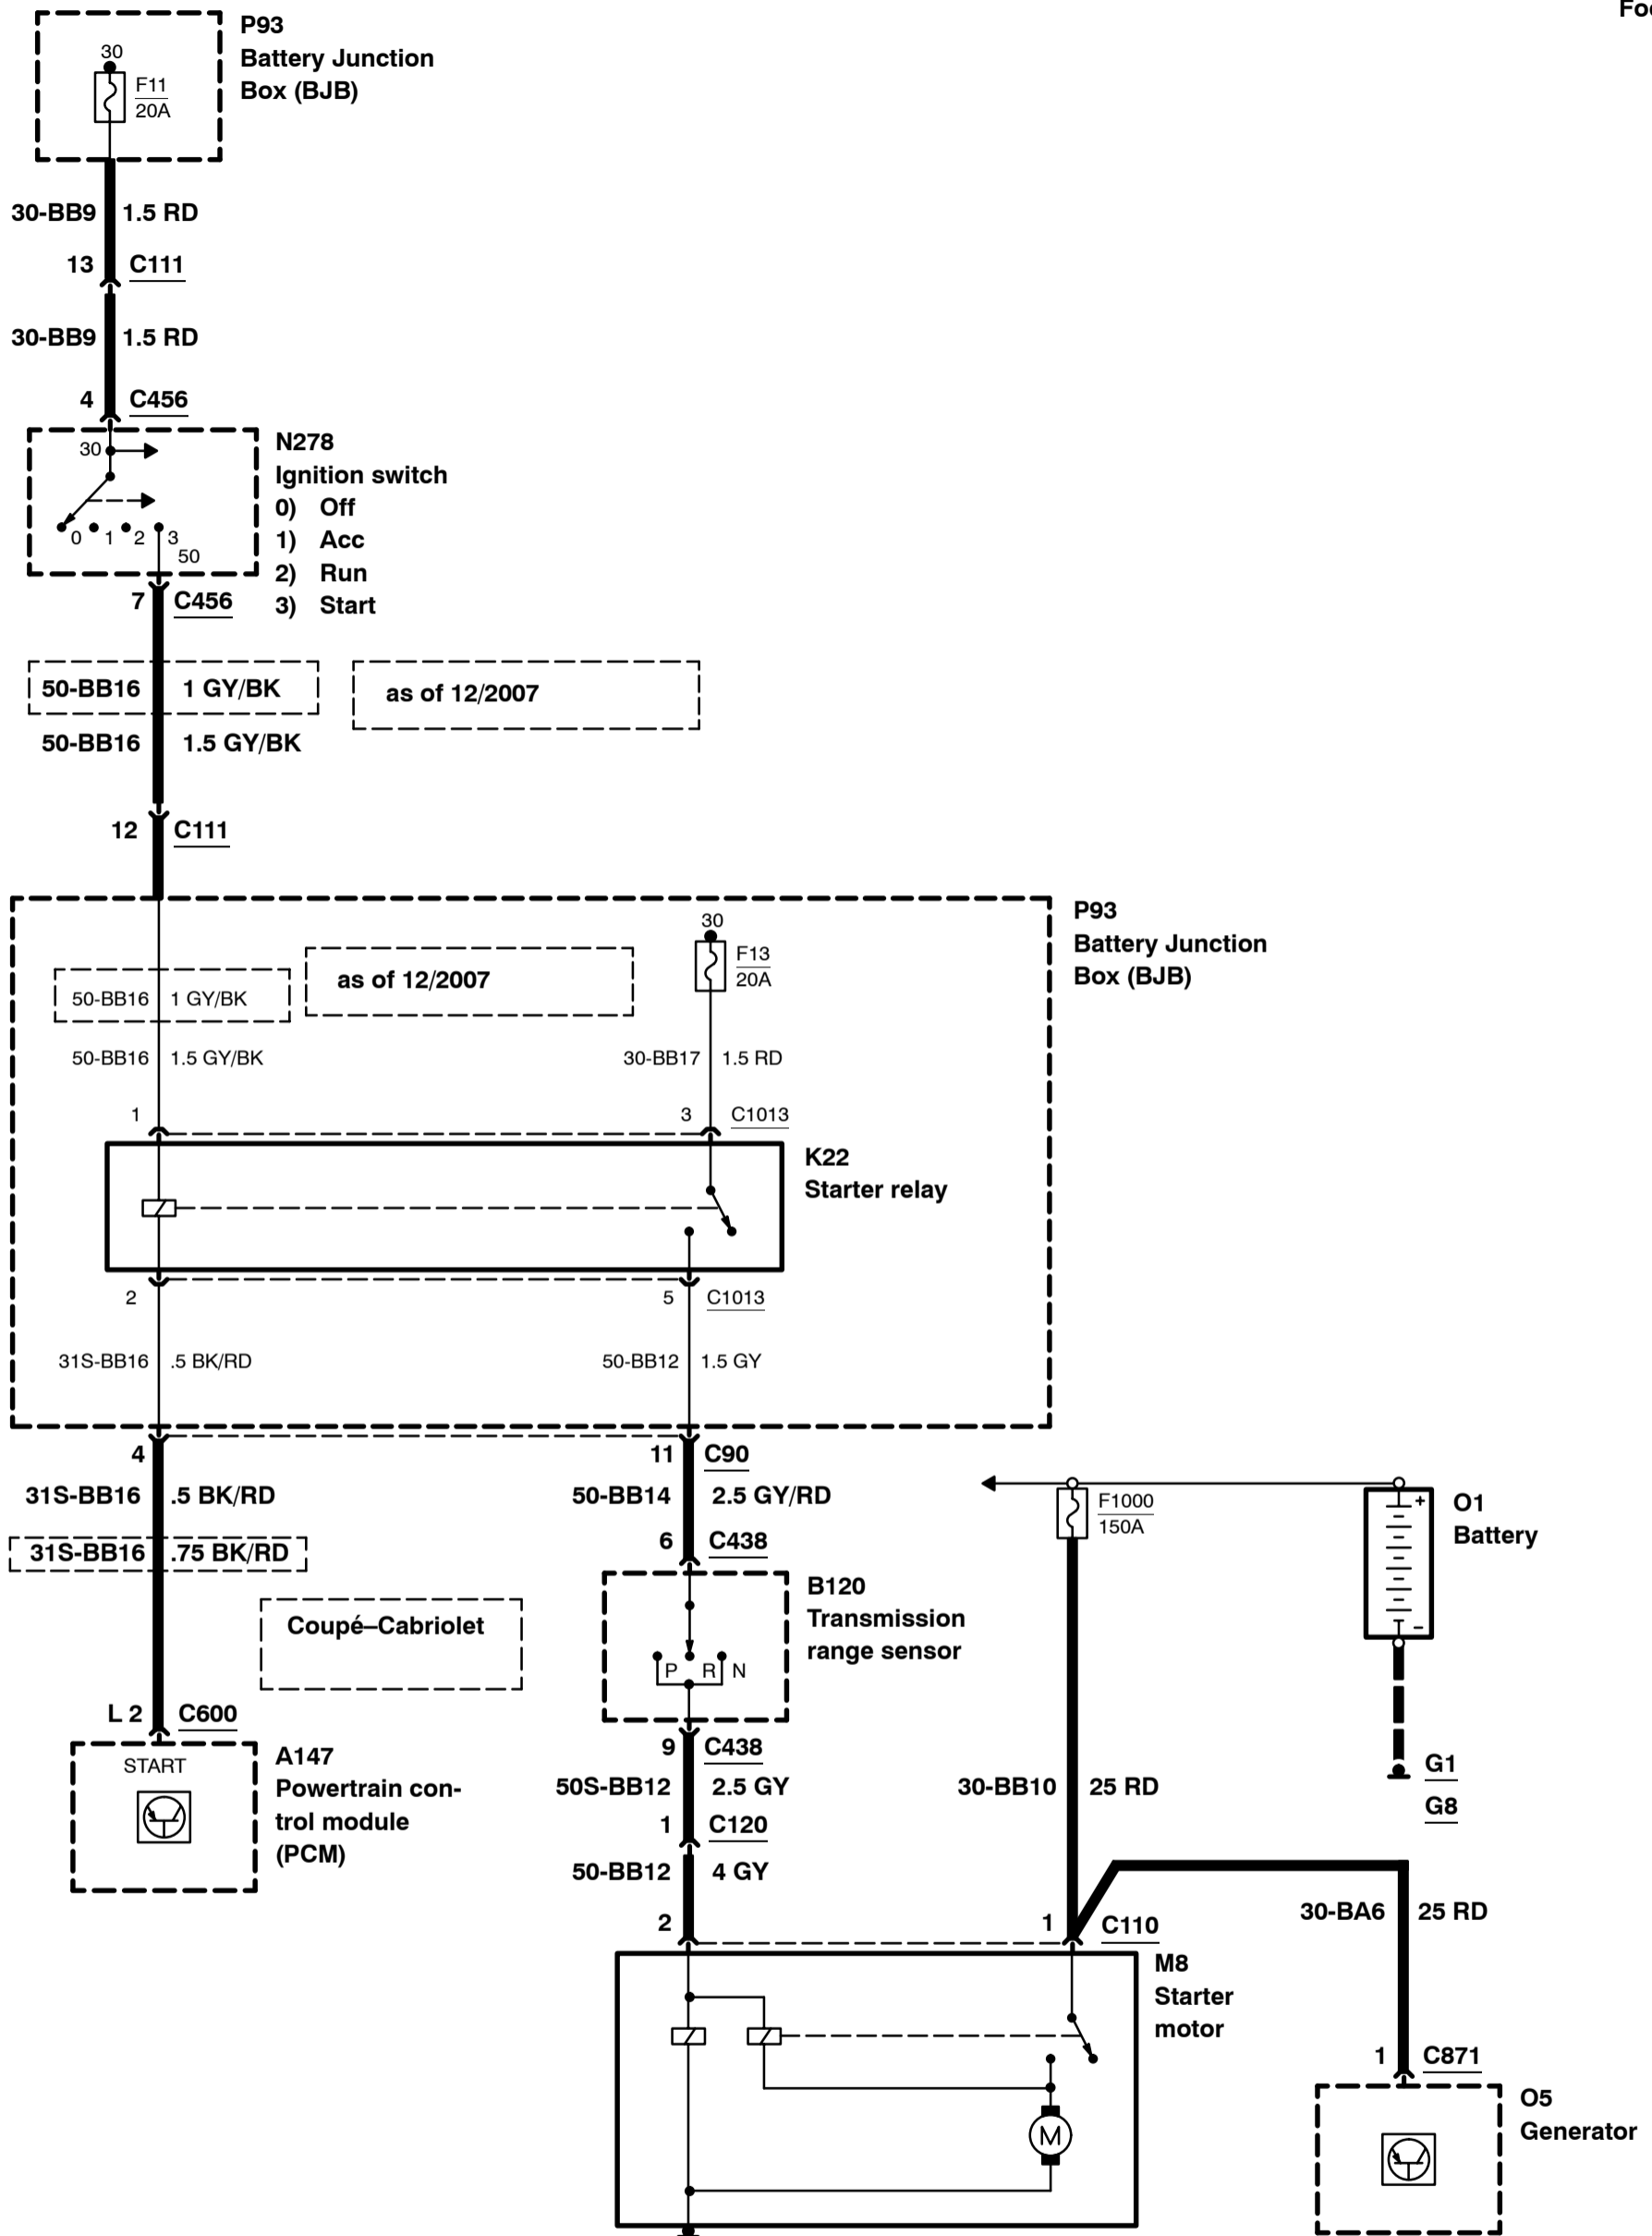 P93
Battery Junction
Box (BJB)
30
F11
20A
30-BB9 1.5 RD
13 C111
30-BB9 1.5 RD
4 C456
30
0 1 2 3
50
N278
Ignition switch
0) Off
1) Acc
2) Run
3) Start
7 C456
50-BB16 1 GY/BK
as of 12/2007
50-BB16 1.5 GY/BK
12 C111
P93
Battery Junction
Box (BJB)
30
F13
20A
as of 12/2007
50-BB16 1 GY/BK
50-BB16 1.5 GY/BK
30-BB17 1.5 RD
1 3 C1013
K22
Starter relay
2 5 C1013
31S-BB16 .5 BK/RD
50-BB12 1.5 GY
4 11 C90
31S-BB16 .5 BK/RD
50-BB14 2.5 GY/RD
31S-BB16 .75 BK/RD
6 C438
Coupé–Cabriolet
B120
Transmission
range sensor
P R N
F1000
150A
O1
Battery
+
−
G1
G8
L 2 C600
START
A147
Powertrain con-
trol module
(PCM)
9 C438
50S-BB12 2.5 GY
1 C120
50-BB12 4 GY
30-BB10 25 RD
30-BA6 25 RD
2 1 C110
M8
Starter
motor
M
1 C871
O5
Generator